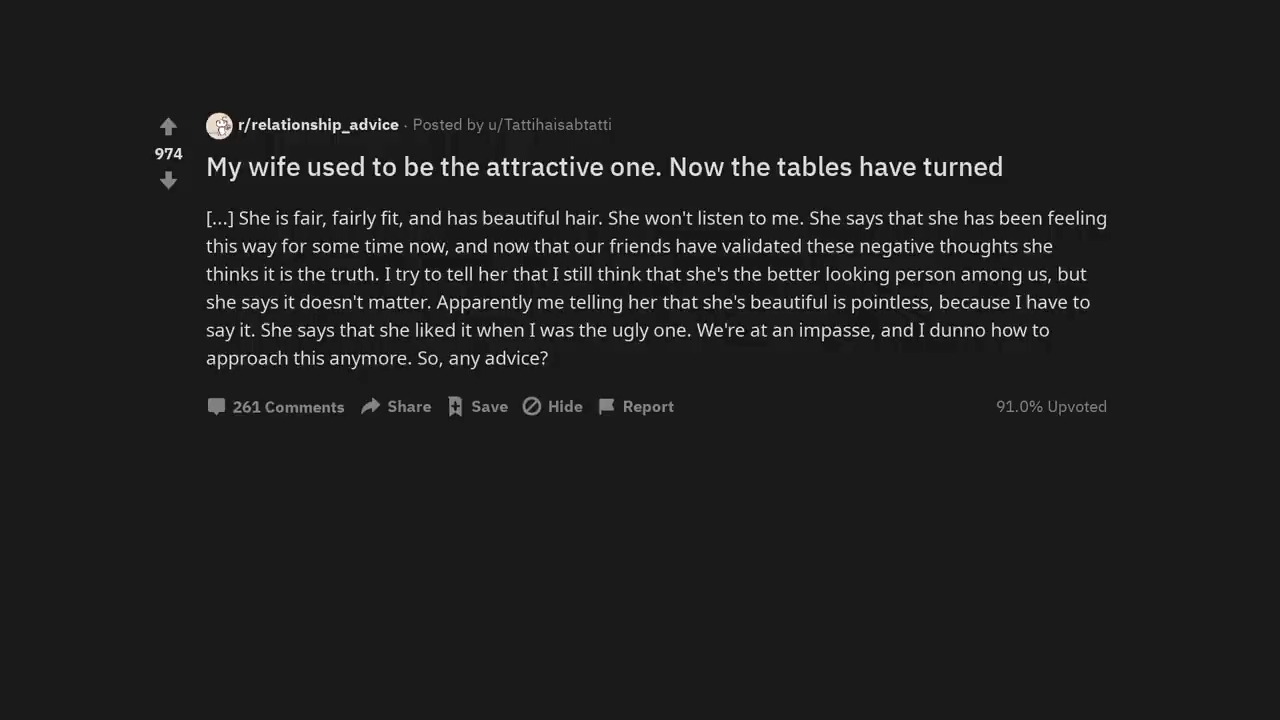 r/relationship_advice · Posted by u/Tattihaisabtatti
974
My wife used to be the attractive one. Now the tables have turned
[...] She is fair, fairly fit, and has beautiful hair. She won't listen to me. She says that she has been feeling
this way for some time now, and now that our friends have validated these negative thoughts she
thinks it is the truth. I try to tell her that I still think that she's the better looking person among us, but
she says it doesn't matter. Apparently me telling her that she's beautiful is pointless, because I have to
say it. She says that she liked it when I was the ugly one. We're at an impasse, and I dunno how to
approach this anymore. So, any advice?
261 Comments Share Save Hide Report 91.0% Upvoted